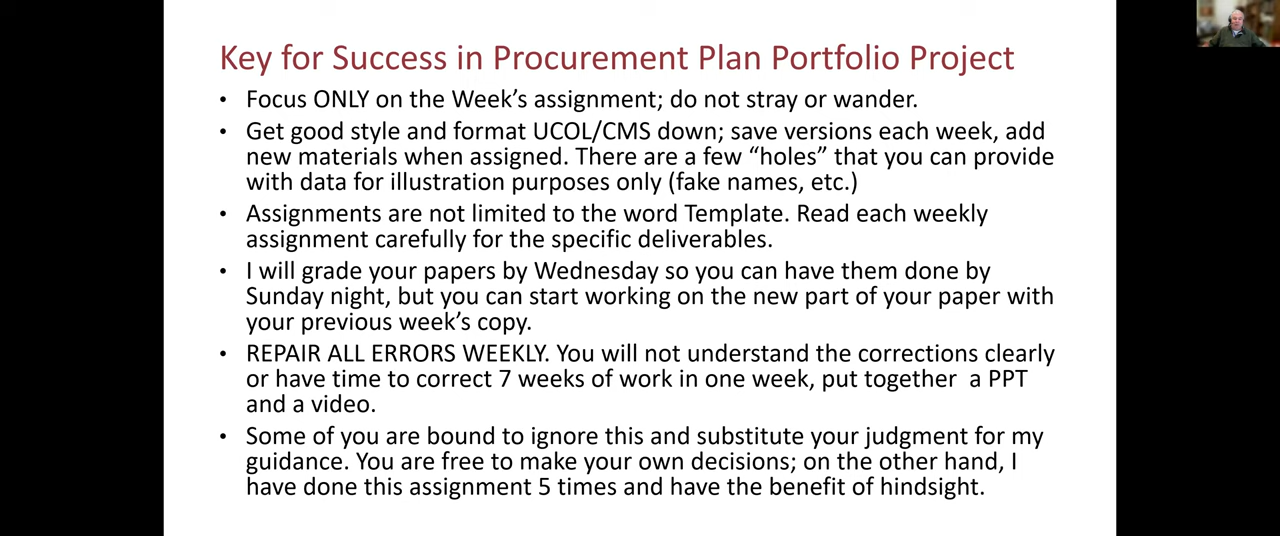 Key for Success in Procurement Plan Portfolio Project
• Focus ONLY on the Week's assignment; do not stray or wander.
• Get good style and format UCOL/CMS down; save versions each week, add
new materials when assigned. There are a few “holes” that you can provide
with data for illustration purposes only (fake names, etc.)
• Assignments are not limited to the word Template. Read each weekly
assignment carefully for the specific deliverables.
• I will grade your papers by Wednesday so you can have them done by
Sunday night, but you can start working on the new part of your paper with
your previous week’s copy.
• REPAIR ALL ERRORS WEEKLY. You will not understand the corrections clearly
or have time to correct 7 weeks of work in one week, put together  a PPT
and a video.
• Some of you are bound to ignore this and substitute your judgment for my
guidance. You are free to make your own decisions; on the other hand, I
have done this assignment 5 times and have the benefit of hindsight.